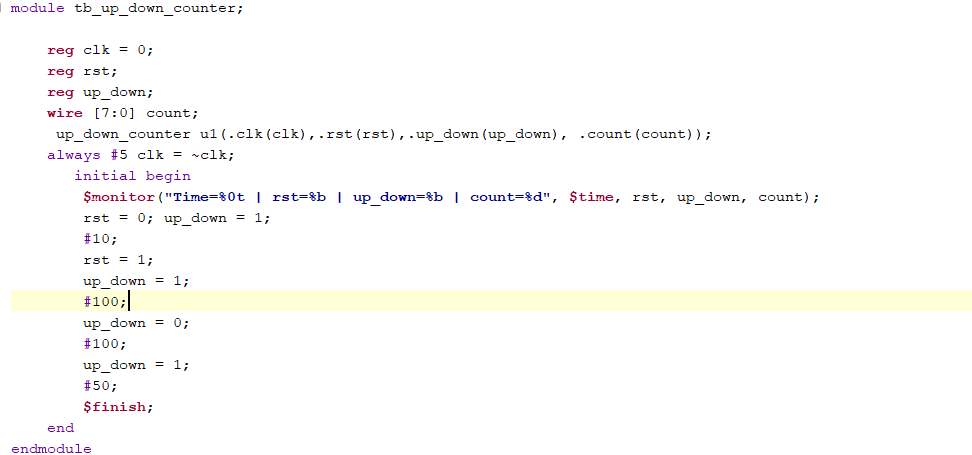 module tb_up_down_counter;
reg clk = 0;
reg rst;
reg up_down;
wire [7:0] count;
up_down_counter u1(.clk(clk),.rst(rst),.up_down(up_down), .count(count));
always #5 clk = ~clk;
initial begin
$monitor("Time=%0t | rst=%b | up_down=%b | count=%d", $time, rst, up_down, count);
rst = 0; up_down = 1;
#10;
rst = 1;
up_down = 1;
#100;
up_down = 0;
#100;
up_down = 1;
#50;
$finish;
end
endmodule